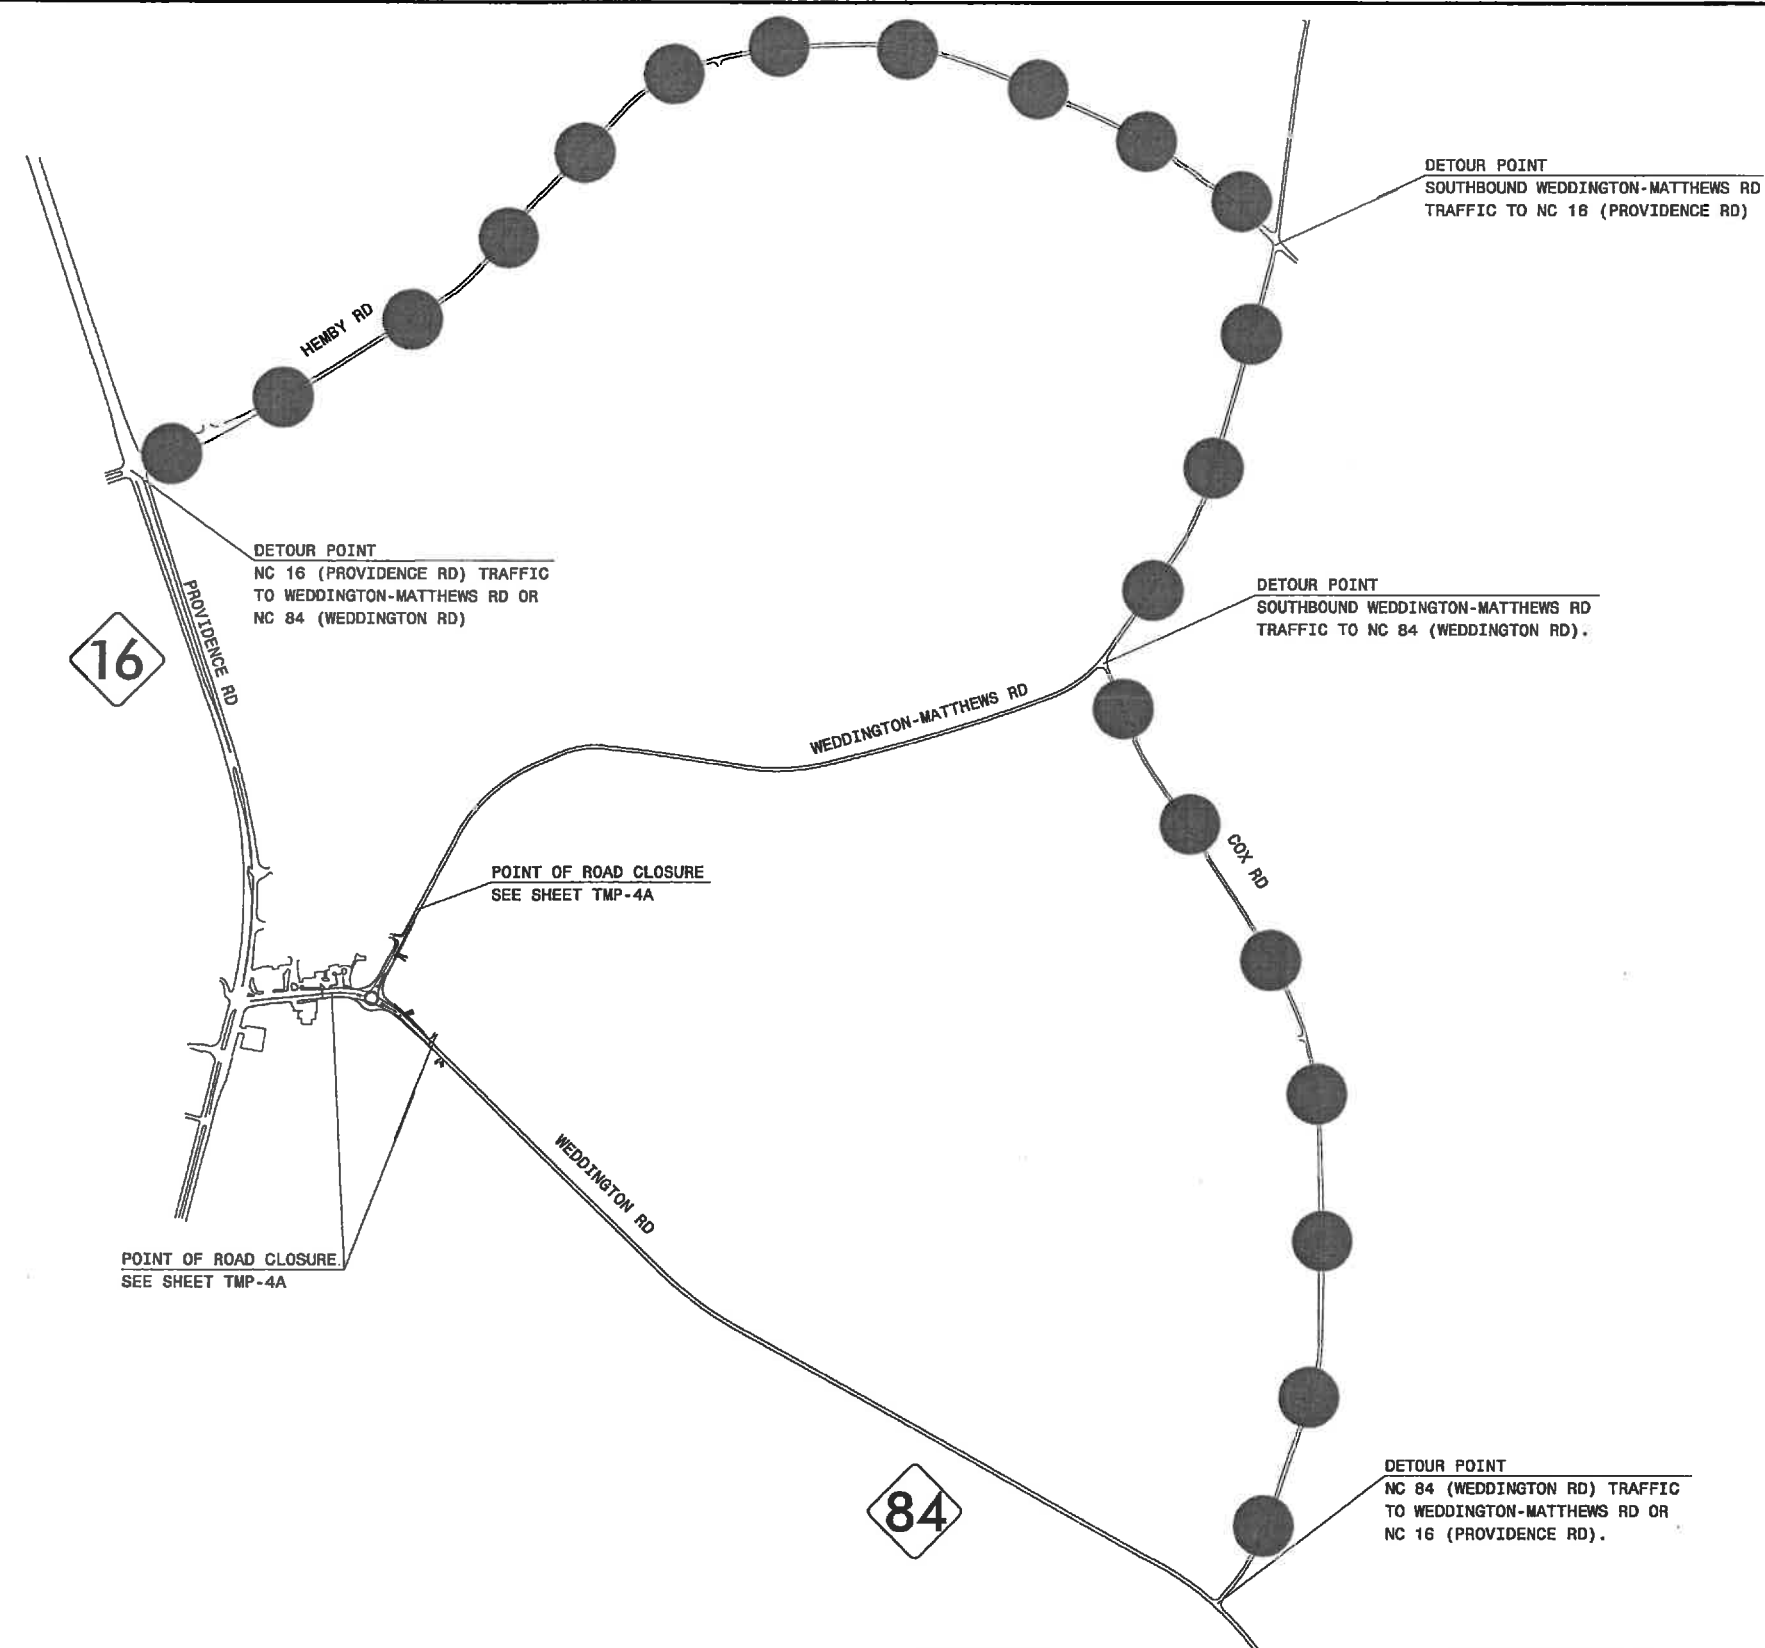 DETOUR POINT
SOUTHBOUND WEDDINGTON-MATTHEWS RD
TRAFFIC TO NC 16 (PROVIDENCE RD)
HEMBY RD
DETOUR POINT
NC 16 (PROVIDENCE RD) TRAFFIC
TO WEDDINGTON-MATTHEWS RD OR
NC 84 (WEDDINGTON RD)
DETOUR POINT
SOUTHBOUND WEDDINGTON-MATTHEWS RD
TRAFFIC TO NC 84 (WEDDINGTON RD).
16
PROVIDENCE RD
WEDDINGTON-MATTHEWS RD
COX RD
POINT OF ROAD CLOSURE
SEE SHEET TMP-4A
WEDDINGTON RD
POINT OF ROAD CLOSURE
SEE SHEET TMP-4A
84
DETOUR POINT
NC 84 (WEDDINGTON RD) TRAFFIC
TO WEDDINGTON-MATTHEWS RD OR
NC 16 (PROVIDENCE RD).